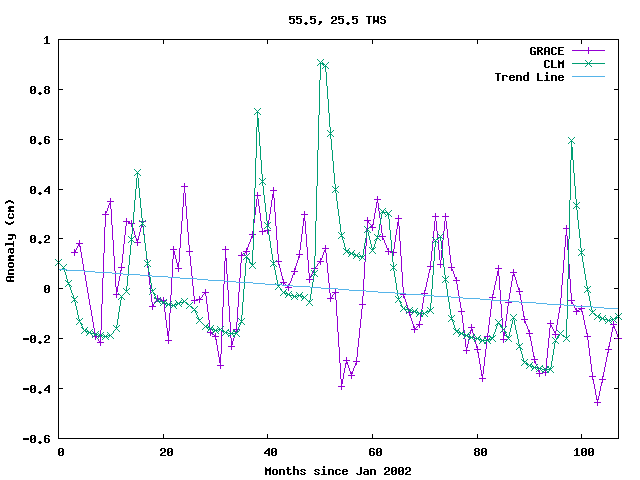 55.5, 25.5 TWS
GRACE
CLM
Trend Line
1
0.8
0.6
0.4
0.2
0
-0.2
-0.4
-0.6
Anomaly (cm)
0 20 40 60 80 100
Months since Jan 2002